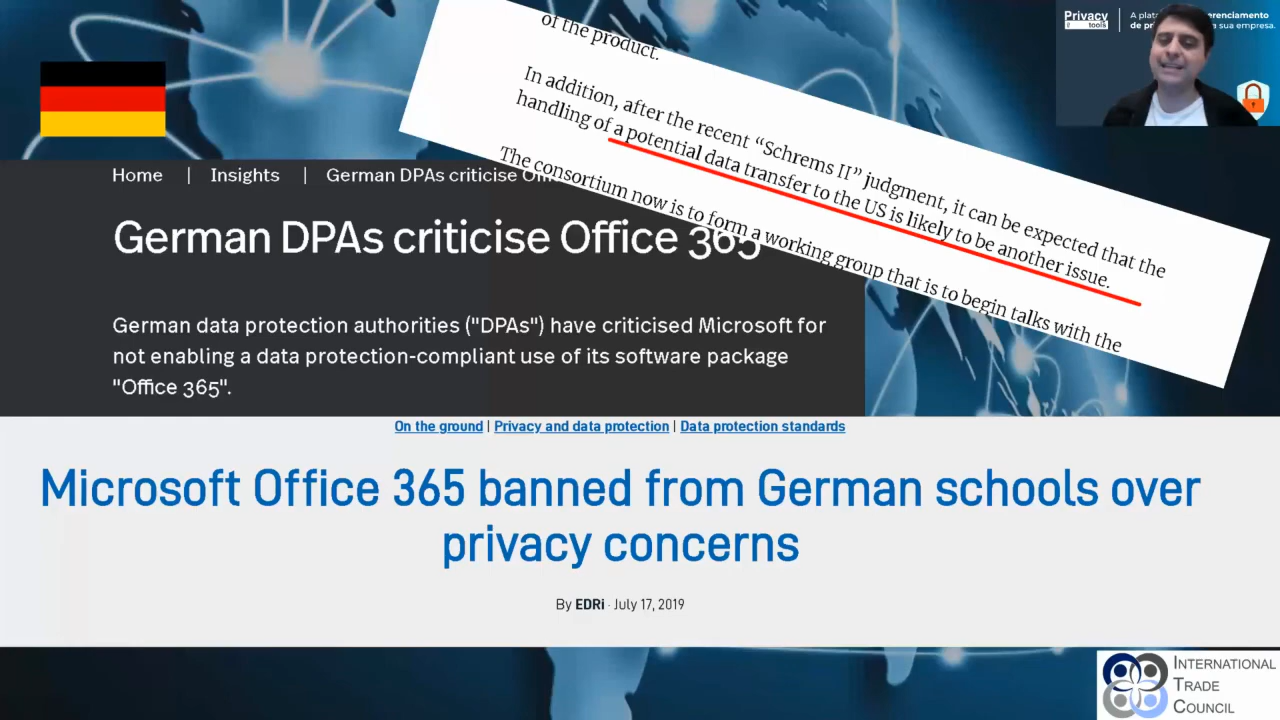 Privacy
tools
A
de
erenciamento
a sua empresa.
of the product.
In addition, after the recent “Schrems II” judgment, it can be expected that the
handling of a potential data transfer to the US is likely to be another issue.
The consortium now is to form a working group that is to begin talks with the
Home | Insights | German DPAs criticise
German DPAs criticise Office 365
German data protection authorities ("DPAs") have criticised Microsoft for
not enabling a data protection-compliant use of its software package
"Office 365".
On the ground | Privacy and data protection | Data protection standards
Microsoft Office 365 banned from German schools over
privacy concerns
By EDRi · July 17, 2019
INTERNATIONAL
TRADE
COUNCIL